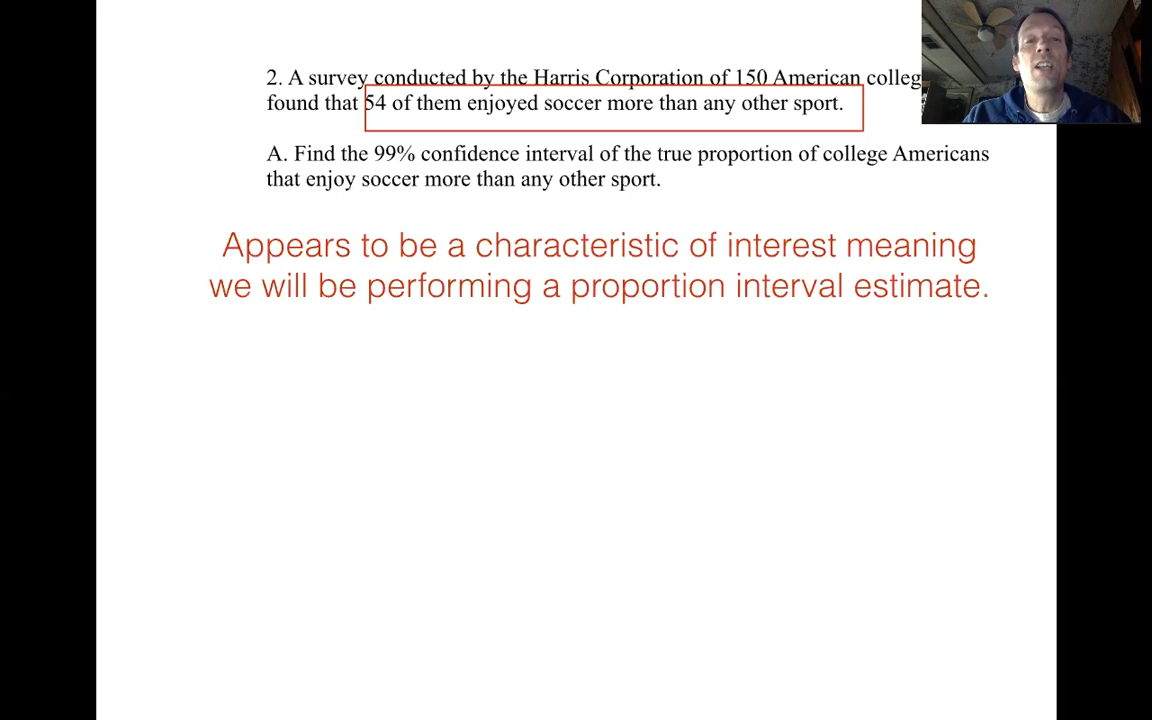 2. A survey conducted by the Harris Corporation of 150 American
found that 54 of them enjoyed soccer more than any other sport.
A. Find the 99% confidence interval of the true proportion of college Americans
that enjoy soccer more than any other sport.
Appears to be a characteristic of interest meaning
we will be performing a proportion interval estimate.